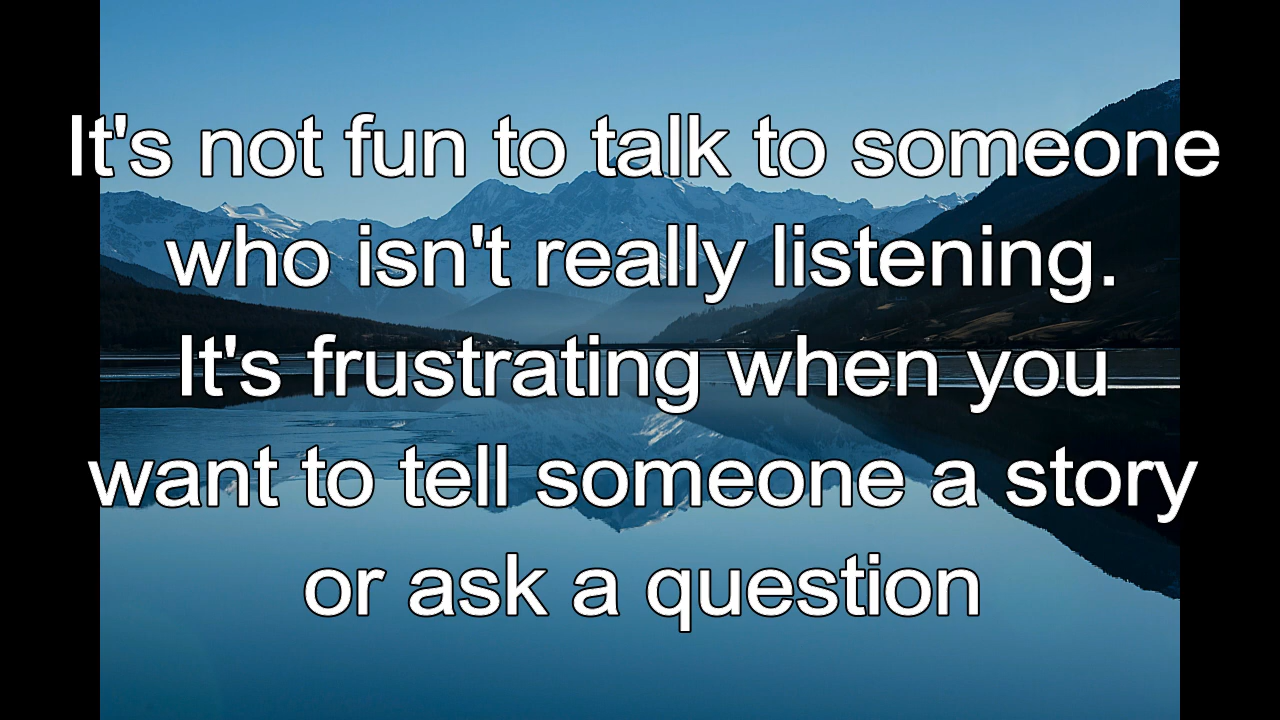 It's not fun to talk to someone
who isn't really listening.
It's frustrating when you
want to tell someone a story
or ask a question